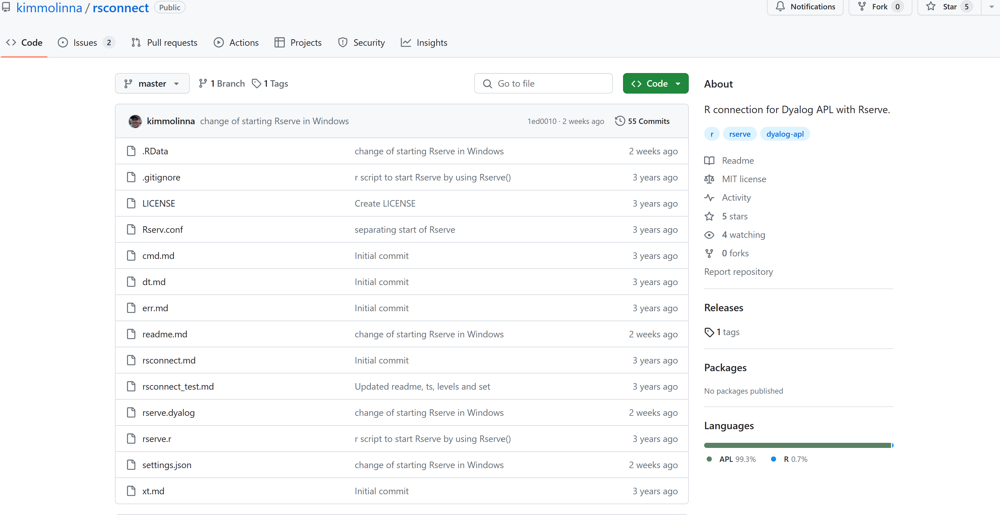 kimmolinna / rsconnect Public
Notifications Fork 0 Star 5
Code Issues 2 Pull requests Actions Projects Security Insights
master 1 Branch 1 Tags Go to file Code
kimmolinna change of starting Rserve in Windows 1ed0010 · 2 weeks ago 55 Commits
.RData change of starting Rserve in Windows 2 weeks ago
.gitignore r script to start Rserve by using Rserve() 3 years ago
LICENSE Create LICENSE 3 years ago
Rserv.conf separating start of Rserve 3 years ago
cmd.md Initial commit 3 years ago
dt.md Initial commit 3 years ago
err.md Initial commit 3 years ago
readme.md change of starting Rserve in Windows 2 weeks ago
rsconnect.md Initial commit 3 years ago
rsconnect_test.md Updated readme, ts, levels and set 3 years ago
rserve.dyalog change of starting Rserve in Windows 2 weeks ago
rserve.r r script to start Rserve by using Rserve() 3 years ago
settings.json change of starting Rserve in Windows 2 weeks ago
xt.md Initial commit 3 years ago
About
R connection for Dyalog APL with Rserve.
r rserve dyalog-apl
Readme
MIT license
Activity
5 stars
4 watching
0 forks
Report repository
Releases
1 tags
Packages
No packages published
Languages
APL 99.3% R 0.7%